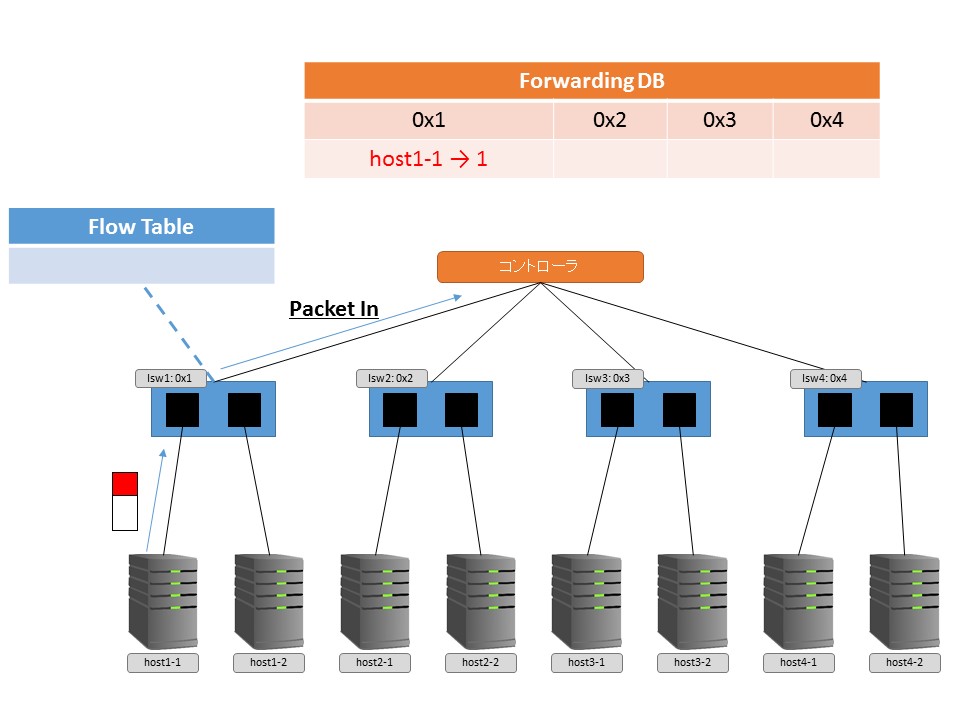 Forwarding DB
0x1 0x2 0x3 0x4
host1-1 → 1
Flow Table
コントローラ
Packet In
lsw1: 0x1 lsw2: 0x2 lsw3: 0x3 lsw4: 0x4
host1-1 host1-2 host2-1 host2-2 host3-1 host3-2 host4-1 host4-2